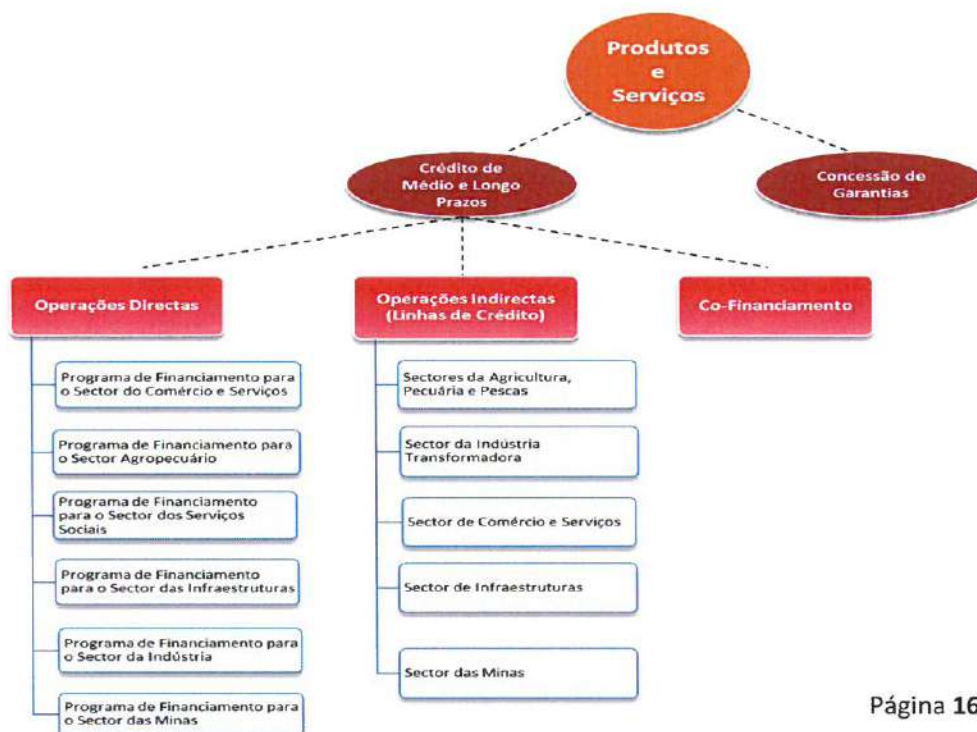 Produtos
e
Serviços
Crédito de
Médio e Longo
Prazos
Concessão de
Garantias
Operações Directas
Operações Indirectas
(Linhas de Crédito)
Co-Financiamento
Programa de Financiamento para
o Sector do Comércio e Serviços
Programa de Financiamento para
o Sector Agropecuário
Programa de Financiamento
para o Sector dos Serviços
Sociais
Programa de Financiamento
para o Sector das Infraestruturas
Programa de Financiamento para
o Sector da Indústria
Programa de Financiamento para
o Sector das Minas
Sectores da Agricultura,
Pecuária e Pescas
Sector da Indústria
Transformadora
Sector de Comércio e Serviços
Sector de Infraestruturas
Sector das Minas
Página 16